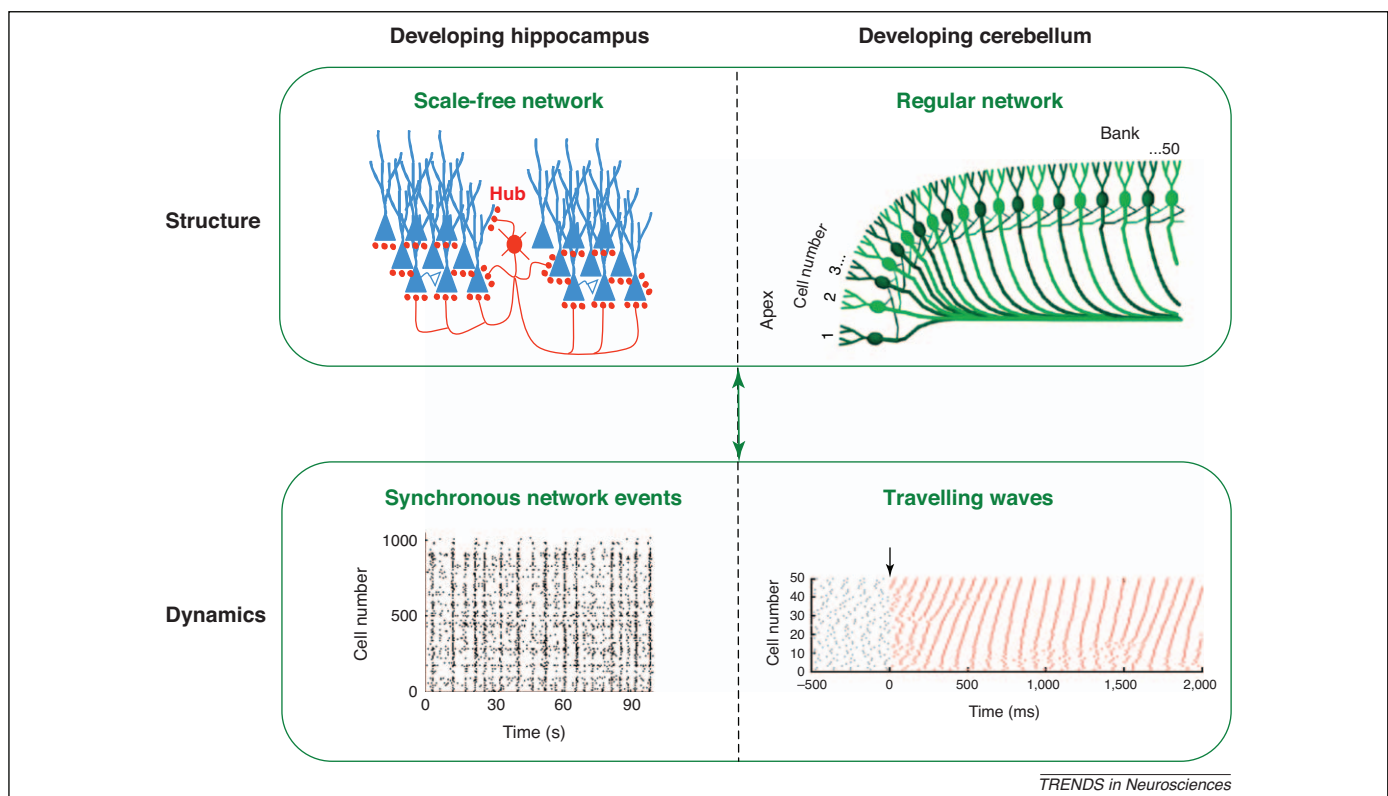 Developing hippocampus
Developing cerebellum
Structure
Scale-free network
Hub
Regular network
Bank
...50
Cell number
3...
2
1
Apex
Dynamics
Synchronous network events
1000
500
0
Cell number
0 30 60 90
Time (s)
Travelling waves
50
40
30
20
10
0
Cell number
–500 0 500 1,000 1,500 2,000
Time (ms)
TRENDS in Neurosciences